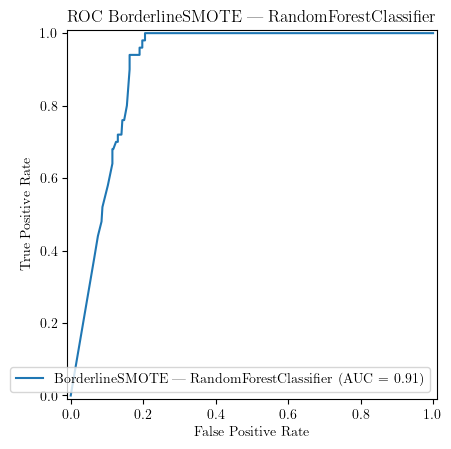 ROC BorderlineSMOTE — RandomForestClassifier
1.0
0.8
0.6
0.4
0.2
0.0
True Positive Rate
BorderlineSMOTE — RandomForestClassifier (AUC = 0.91)
0.0 0.2 0.4 0.6 0.8 1.0
False Positive Rate